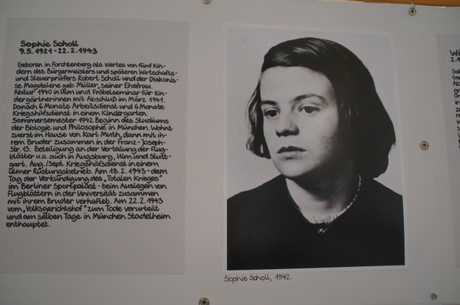 Sophie Scholl
9.5.1921 - 22.2.1943
Geboren in Forchtenberg als viertes von fünf Kin-
dern des Bürgermeisters und späteren Wirtschafts-
und Steuerprüfers Robert Scholl und der Diakonis-
se Magdalene geb. Müller, seiner Ehefrau.
Abitur 1940 in Ulm und Fröbelseminar für Kin-
dergärtnerinnen mit Abschluß im März 1941.
Danach 6 Monate Arbeitsdienst und 6 Monate
Kriegshilfsdienst in einem Kindergarten.
Sommersemester 1942 Beginn des Studiums
der Biologie und Philosophie in München. Wohnt
zuerst im Hause von Karl Muth, dann mit ih-
rem Bruder zusammen in der Franz-Joseph-
Str. 13. Beteiligung an der Verteilung der Flug-
blätter u.a. auch in Augsburg, Ulm und Stutt-
gart. Aug./Sept. Kriegshilfsdienst in einem
Ulmer Rüstungsbetrieb. Am 18.2.1943 - dem
Tag der Verkündigung des „Totalen Krieges"
im Berliner Sportpalast - beim Auslegen von
Flugblättern in der Universität zusammen
mit ihrem Bruder verhaftet. Am 22.2.1943
vom „Volksgerichtshof" zum Tode verurteilt
und am selben Tage in München Stadelheim
enthauptet.
Sophie Scholl, 1942.